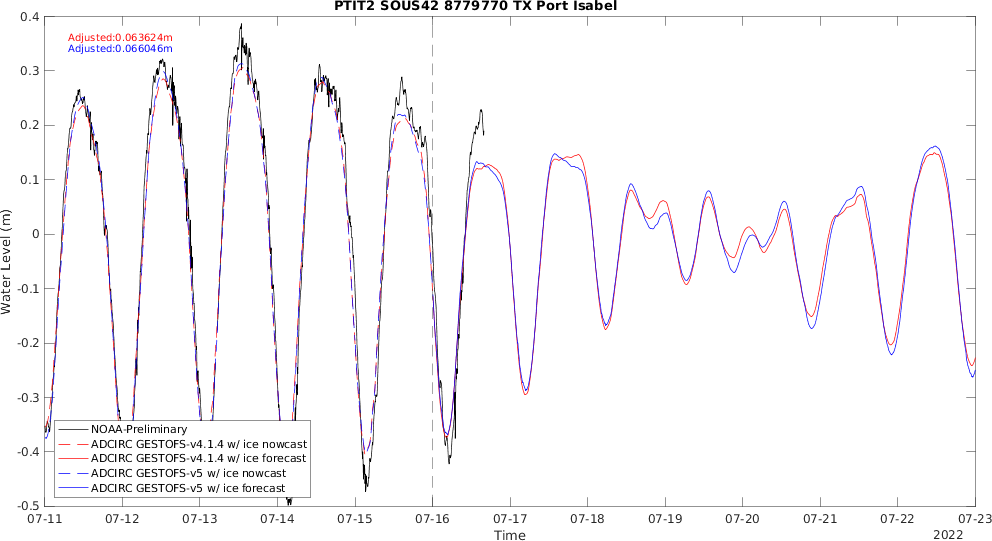 PTIT2 SOUS42 8779770 TX Port Isabel
Adjusted:0.063624m
Adjusted:0.066046m
0.4
0.3
0.2
0.1
0
-0.1
-0.2
-0.3
-0.4
-0.5
Water Level (m)
NOAA-Preliminary
ADCIRC GESTOFS-v4.1.4 w/ ice nowcast
ADCIRC GESTOFS-v4.1.4 w/ ice forecast
ADCIRC GESTOFS-v5 w/ ice nowcast
ADCIRC GESTOFS-v5 w/ ice forecast
07-11 07-12 07-13 07-14 07-15 07-16 07-17 07-18 07-19 07-20 07-21 07-22 07-23
Time
2022